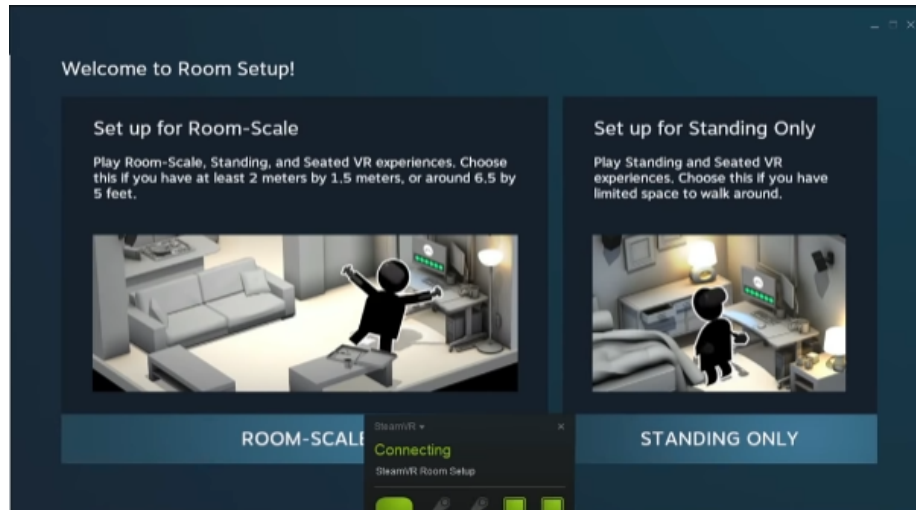 Welcome to Room Setup!
Set up for Room-Scale
Play Room-Scale, Standing, and Seated VR experiences. Choose
this if you have at least 2 meters by 1.5 meters, or around 6.5 by
5 feet.
Set up for Standing Only
Play Standing and Seated VR
experiences. Choose this if you have
limited space to walk around.
ROOM-SCALE
STANDING ONLY
SteamVR
Connecting
SteamVR Room Setup